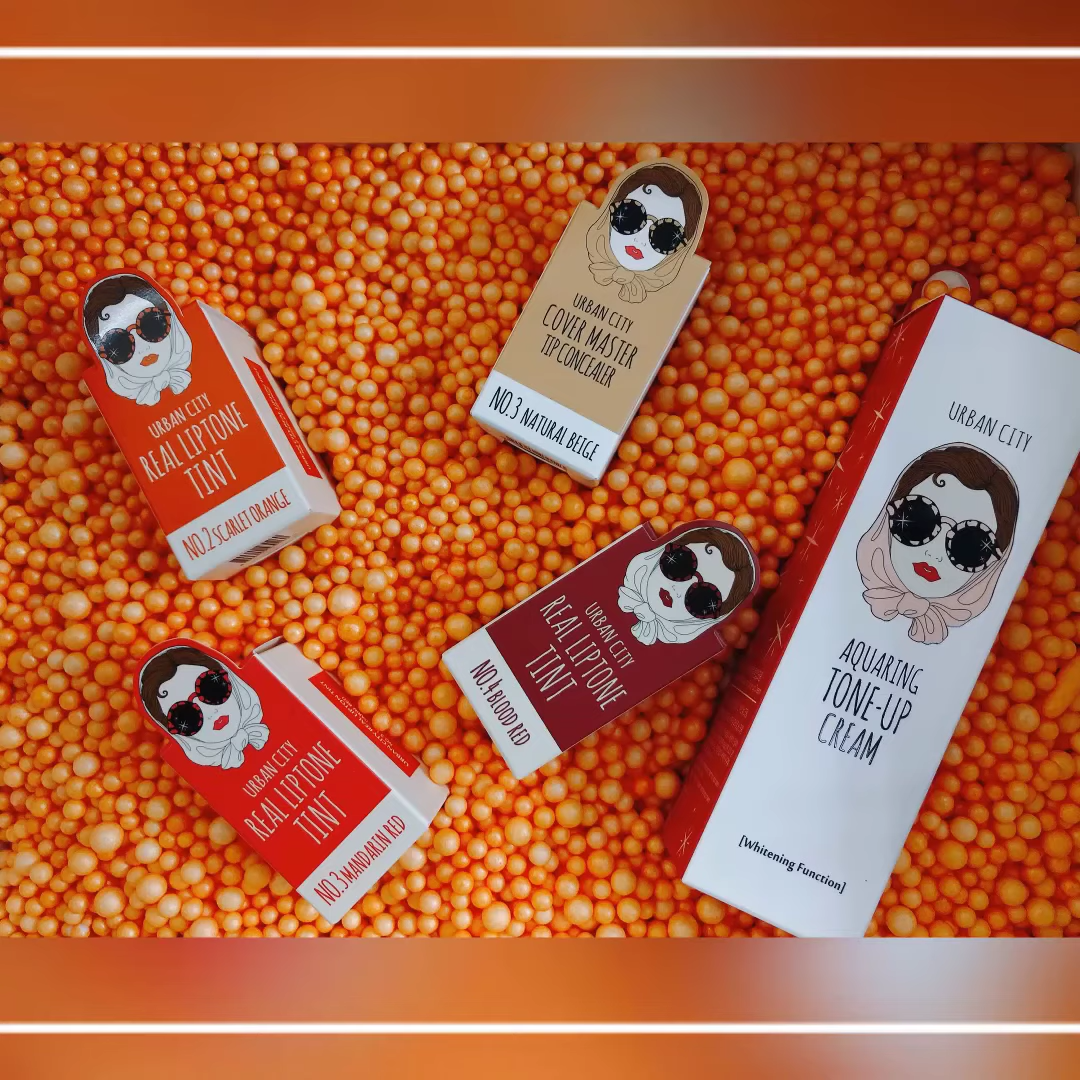 URBAN CITY
COVER MASTER
TIP CONCEALER
NO.3 NATURAL BEIGE
URBAN CITY
REAL LIPTONE
TINT
NO.2 SCARLET ORANGE
URBAN CITY
AQUARING
TONE-UP
CREAM
[Whitening Function]
URBAN CITY
REAL LIPTONE
TINT
NO.4 BLOOD RED
URBAN CITY
REAL LIPTONE
TINT
NO.3 MANDARIN RED